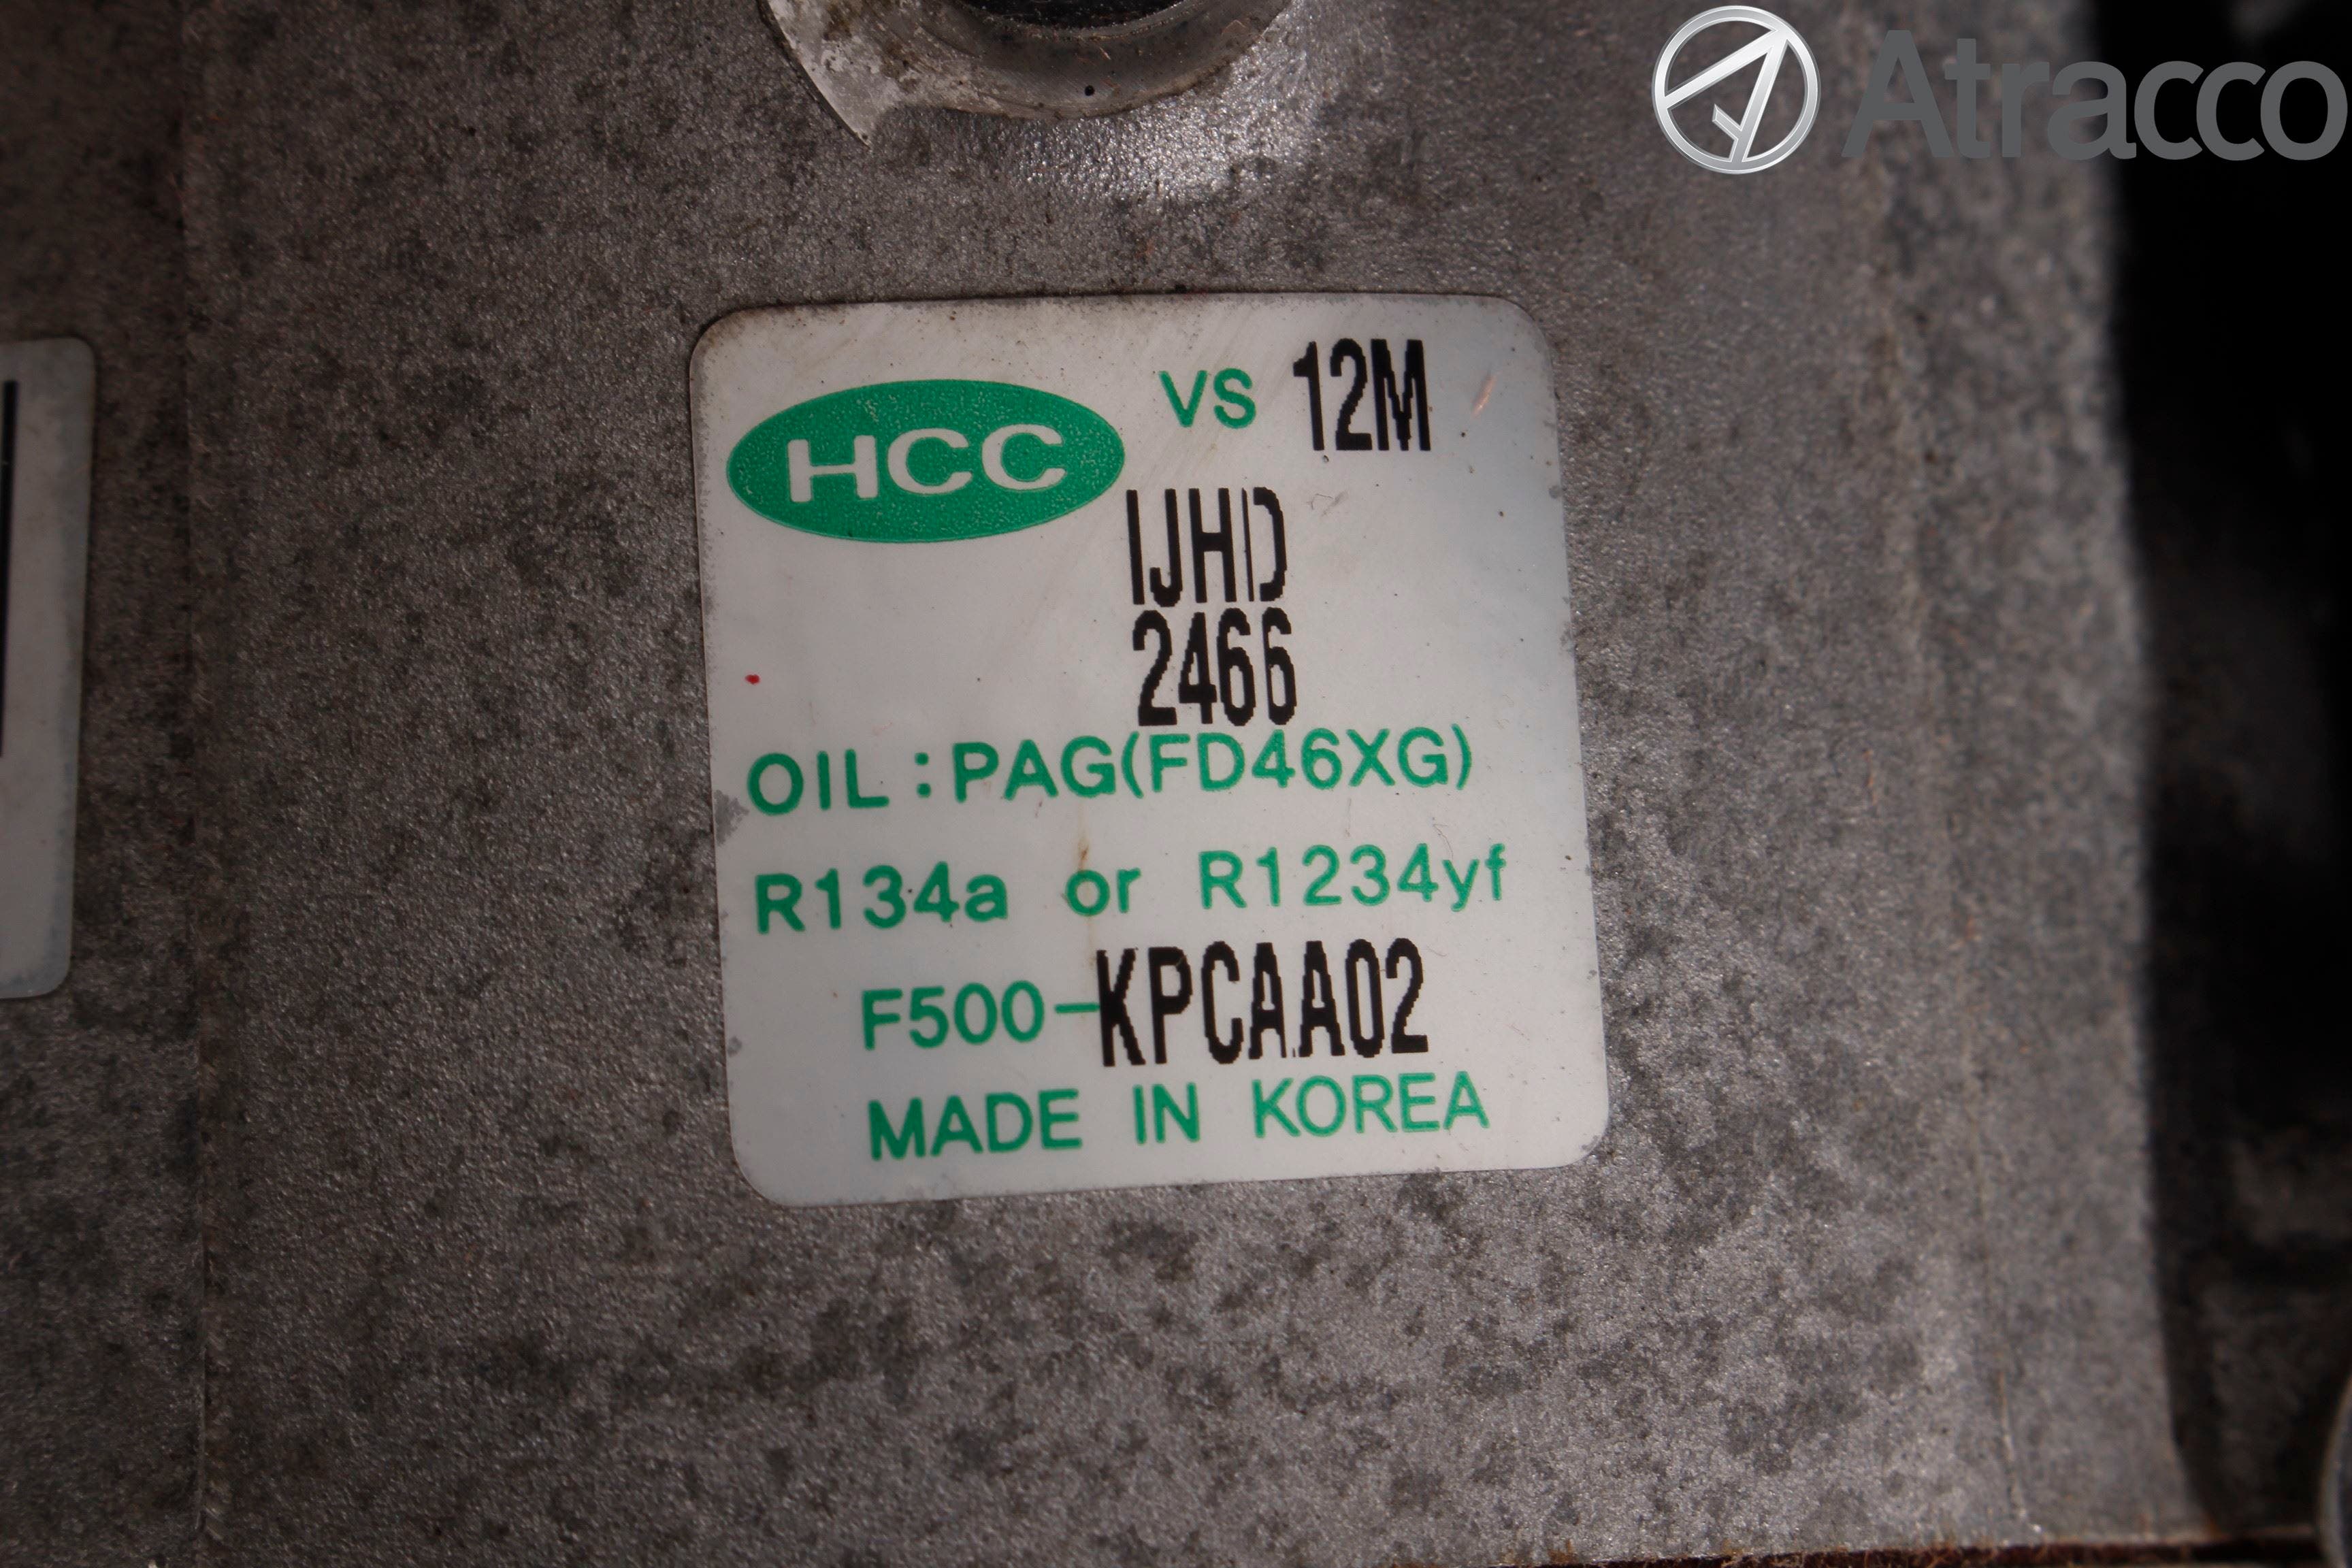 Atracco
HCC VS 12M
IJHD
2466
OIL : PAG(FD46XG)
R134a or R1234yf
F500-KPCAA02
MADE IN KOREA